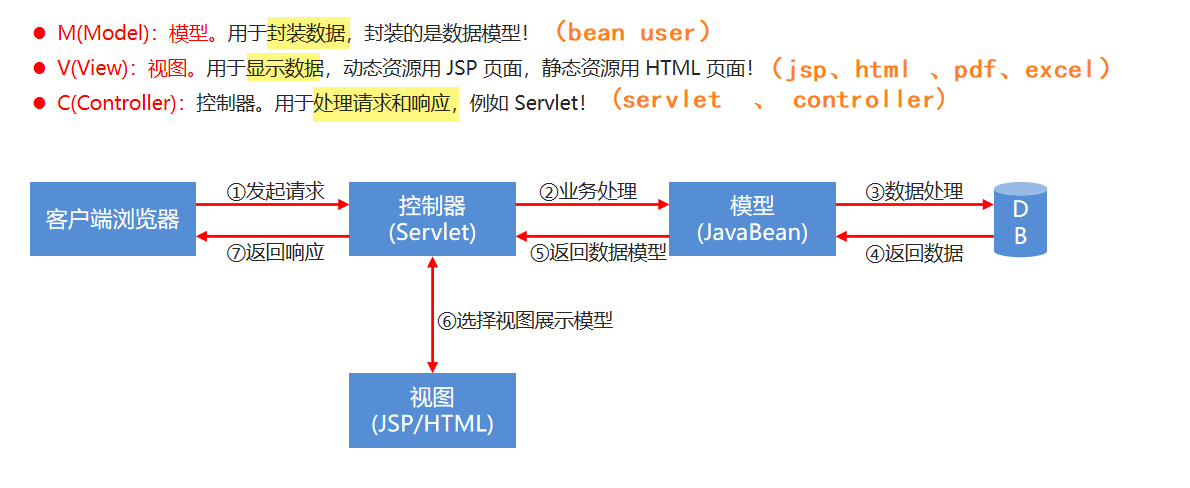 M(Model)：模型。用于封装数据，封装的是数据模型！（bean user）
V(View)：视图。用于显示数据，动态资源用 JSP 页面，静态资源用 HTML 页面！（jsp、html 、pdf、excel）
C(Controller)：控制器。用于处理请求和响应，例如 Servlet！（servlet 、 controller）
客户端浏览器
①发起请求
⑦返回响应
控制器
(Servlet)
②业务处理
⑤返回数据模型
模型
(JavaBean)
③数据处理
④返回数据
D
B
⑥选择视图展示模型
视图
(JSP/HTML)